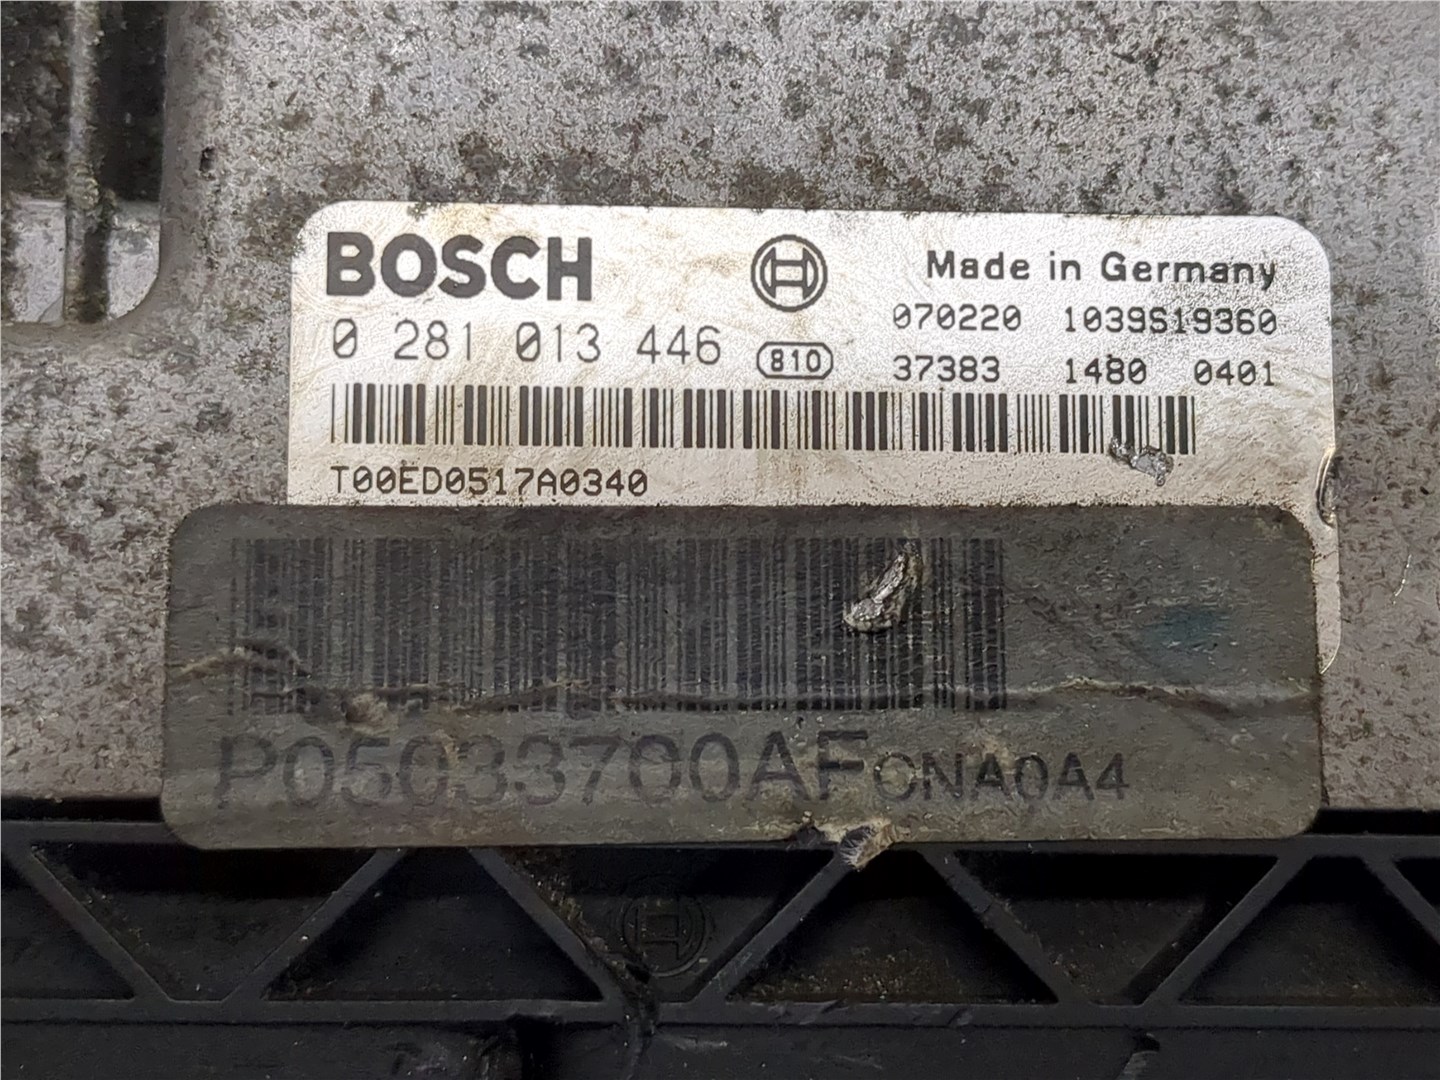 BOSCH
Made in Germany
0 281 013 446
810
070220 1039S19360
37383 1480 0401
T00ED0517A0340
P05033700AF CNA0A4